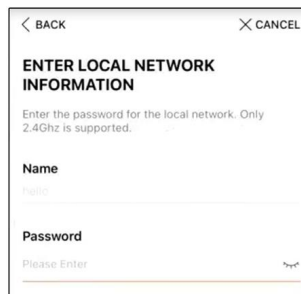 BACK
CANCEL
ENTER LOCAL NETWORK
INFORMATION
Enter the password for the local network. Only
2.4Ghz is supported.
Name
hello
Password
Please Enter